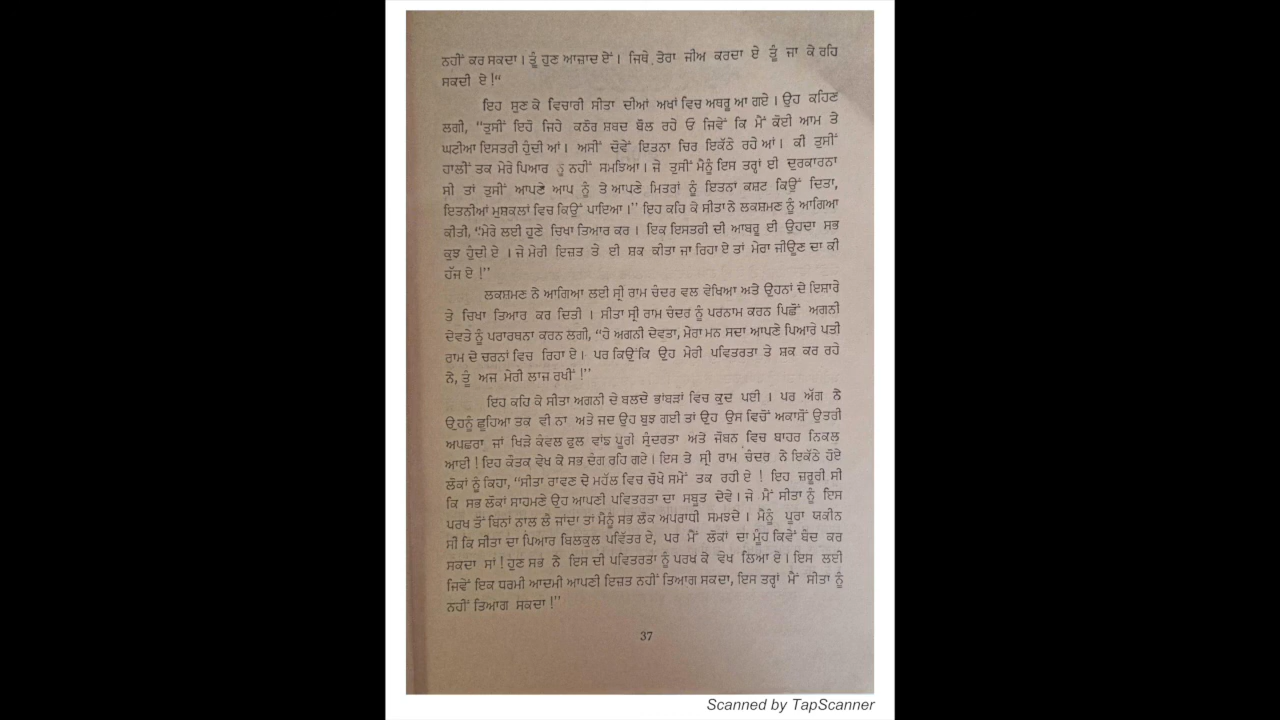 ਨਹੀਂ ਕਰ ਸਕਦਾ। ਤੂੰ ਹੁਣ ਆਜ਼ਾਦ ਏਂ। ਜਿਥੇ ਤੇਰਾ ਜੀਅ ਕਰਦਾ ਏ ਤੂੰ ਜਾ ਕੇ ਰਹਿ
ਸਕਦੀ ਏ !“
ਇਹ ਸੁਣ ਕੇ ਵਿਚਾਰੀ ਸੀਤਾ ਦੀਆਂ ਅਖਾਂ ਵਿਚ ਅਥਰੂ ਆ ਗਏ। ਉਹ ਕਹਿਣ
ਲਗੀ, “ਤੁਸੀਂ ਇਹੋ ਜਿਹੇ ਕਠੋਰ ਸ਼ਬਦ ਬੋਲ ਰਹੇ ਓ ਜਿਵੇਂ ਕਿ ਮੈਂ ਕੋਈ ਆਮ ਤੇ
ਘਟੀਆ ਇਸਤਰੀ ਹੁੰਦੀ ਆਂ। ਅਸੀਂ ਦੋਵੇਂ ਇਤਨਾ ਚਿਰ ਇਕੱਠੇ ਰਹੇ ਆਂ। ਕੀ ਤੁਸੀਂ
ਹਾਲੀਂ ਤਕ ਮੇਰੇ ਪਿਆਰ ਨੂੰ ਨਹੀਂ ਸਮਝਿਆ। ਜੇ ਤੁਸੀਂ ਮੈਨੂੰ ਇਸ ਤਰ੍ਹਾਂ ਈ ਦੁਰਕਾਰਨਾ
ਸੀ ਤਾਂ ਤੁਸੀਂ ਆਪਣੇ ਆਪ ਨੂੰ ਤੇ ਆਪਣੇ ਮਿਤਰਾਂ ਨੂੰ ਇਤਨਾ ਕਸ਼ਟ ਕਿਉਂ ਦਿਤਾ,
ਇਤਨੀਆਂ ਮੁਸ਼ਕਲਾਂ ਵਿਚ ਕਿਉਂ ਪਾਇਆ।” ਇਹ ਕਹਿ ਕੇ ਸੀਤਾ ਨੇ ਲਕਸ਼ਮਣ ਨੂੰ ਆਗਿਆ
ਕੀਤੀ, “ਮੇਰੇ ਲਈ ਹੁਣੇ ਚਿਖਾ ਤਿਆਰ ਕਰ। ਇਕ ਇਸਤਰੀ ਦੀ ਆਬਰੂ ਈ ਉਹਦਾ ਸਭ
ਕੁਝ ਹੁੰਦੀ ਏ। ਜੇ ਮੇਰੀ ਇਜ਼ਤ ਤੇ ਈ ਸ਼ਕ ਕੀਤਾ ਜਾ ਰਿਹਾ ਏ ਤਾਂ ਮੇਰਾ ਜੀਊਣ ਦਾ ਕੀ
ਹੱਜ ਏ !”
ਲਕਸ਼ਮਣ ਨੇ ਆਗਿਆ ਲਈ ਸ੍ਰੀ ਰਾਮ ਚੰਦਰ ਵਲ ਵੇਖਿਆ ਅਤੇ ਉਹਨਾਂ ਦੇ ਇਸ਼ਾਰੇ
ਤੇ ਚਿਖਾ ਤਿਆਰ ਕਰ ਦਿਤੀ। ਸੀਤਾ ਸ੍ਰੀ ਰਾਮ ਚੰਦਰ ਨੂੰ ਪਰਨਾਮ ਕਰਨ ਪਿਛੋਂ ਅਗਨੀ
ਦੇਵਤੇ ਨੂੰ ਪਰਾਰਥਨਾ ਕਰਨ ਲਗੀ, “ਹੇ ਅਗਨੀ ਦੇਵਤਾ, ਮੇਰਾ ਮਨ ਸਦਾ ਆਪਣੇ ਪਿਆਰੇ ਪਤੀ
ਰਾਮ ਦੇ ਚਰਨਾਂ ਵਿਚ ਰਿਹਾ ਏ। ਪਰ ਕਿਉਂਕਿ ਉਹ ਮੇਰੀ ਪਵਿਤਰਤਾ ਤੇ ਸ਼ਕ ਕਰ ਰਹੇ
ਨੇ, ਤੂੰ ਅਜ ਮੇਰੀ ਲਾਜ ਰਖੀਂ !”
ਇਹ ਕਹਿ ਕੇ ਸੀਤਾ ਅਗਨੀ ਦੇ ਬਲਦੇ ਭਾਂਬੜਾਂ ਵਿਚ ਕੁਦ ਪਈ। ਪਰ ਅੱਗ ਨੇ
ਉਹਨੂੰ ਛੂਹਿਆ ਤਕ ਵੀ ਨਾ ਅਤੇ ਜਦ ਉਹ ਬੁਝ ਗਈ ਤਾਂ ਉਹ ਉਸ ਵਿਚੋਂ ਅਕਾਸ਼ੋਂ ਉਤਰੀ
ਅਪਛਰਾ ਜਾਂ ਖਿੜੇ ਕੰਵਲ ਫੁਲ ਵਾਂਙ ਪੂਰੀ ਸੁੰਦਰਤਾ ਅਤੇ ਜੋਬਨ ਵਿਚ ਬਾਹਰ ਨਿਕਲ
ਆਈ ! ਇਹ ਕੌਤਕ ਵੇਖ ਕੇ ਸਭ ਦੰਗ ਰਹਿ ਗਏ। ਇਸ ਤੇ ਸ੍ਰੀ ਰਾਮ ਚੰਦਰ ਨੇ ਇਕੱਠੇ ਹੋਏ
ਲੋਕਾਂ ਨੂੰ ਕਿਹਾ, “ਸੀਤਾ ਰਾਵਣ ਦੇ ਮਹੱਲ ਵਿਚ ਚੋਖੇ ਸਮੇਂ ਤਕ ਰਹੀ ਏ ! ਇਹ ਜ਼ਰੂਰੀ ਸੀ
ਕਿ ਸਭ ਲੋਕਾਂ ਸਾਹਮਣੇ ਉਹ ਆਪਣੀ ਪਵਿਤਰਤਾ ਦਾ ਸਬੂਤ ਦੇਵੇ। ਜੇ ਮੈਂ ਸੀਤਾ ਨੂੰ ਇਸ
ਪਰਖ ਤੋਂ ਬਿਨਾਂ ਨਾਲ ਲੈ ਜਾਂਦਾ ਤਾਂ ਮੈਨੂੰ ਸਭ ਲੋਕ ਅਪਰਾਧੀ ਸਮਝਦੇ। ਮੈਨੂੰ ਪੂਰਾ ਯਕੀਨ
ਸੀ ਕਿ ਸੀਤਾ ਦਾ ਪਿਆਰ ਬਿਲਕੁਲ ਪਵਿੱਤਰ ਏ, ਪਰ ਮੈਂ ਲੋਕਾਂ ਦਾ ਮੂੰਹ ਕਿਵੇਂ ਬੰਦ ਕਰ
ਸਕਦਾ ਸਾਂ ! ਹੁਣ ਸਭ ਨੇ ਇਸ ਦੀ ਪਵਿਤਰਤਾ ਨੂੰ ਪਰਖ ਕੇ ਵੇਖ ਲਿਆ ਏ। ਇਸ ਲਈ
ਜਿਵੇਂ ਇਕ ਧਰਮੀ ਆਦਮੀ ਆਪਣੀ ਇਜ਼ਤ ਨਹੀਂ ਤਿਆਗ ਸਕਦਾ, ਇਸ ਤਰ੍ਹਾਂ ਮੈਂ ਸੀਤਾ ਨੂੰ
ਨਹੀਂ ਤਿਆਗ ਸਕਦਾ !”
37
Scanned by TapScanner